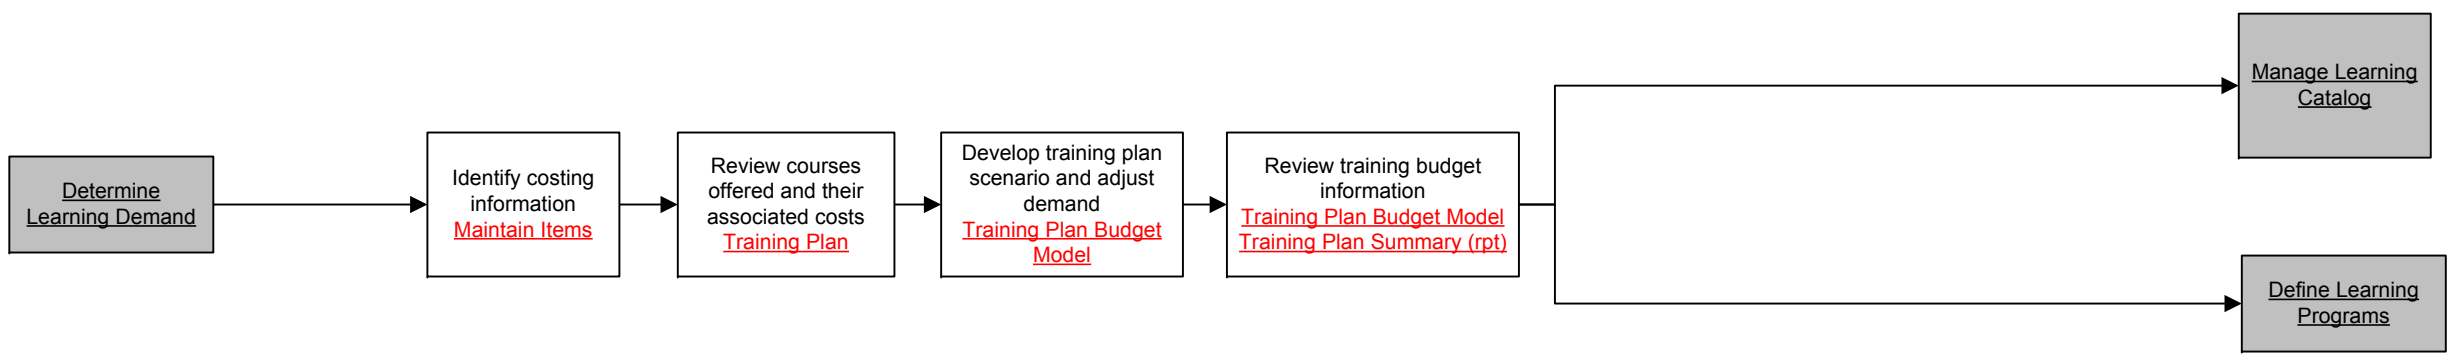 Determine
Learning Demand
Identify costing
information
Maintain Items
Review courses
offered and their
associated costs
Training Plan
Develop training plan
scenario and adjust
demand
Training Plan Budget
Model
Review training budget
information
Training Plan Budget Model
Training Plan Summary (rpt)
Manage Learning
Catalog
Define Learning
Programs